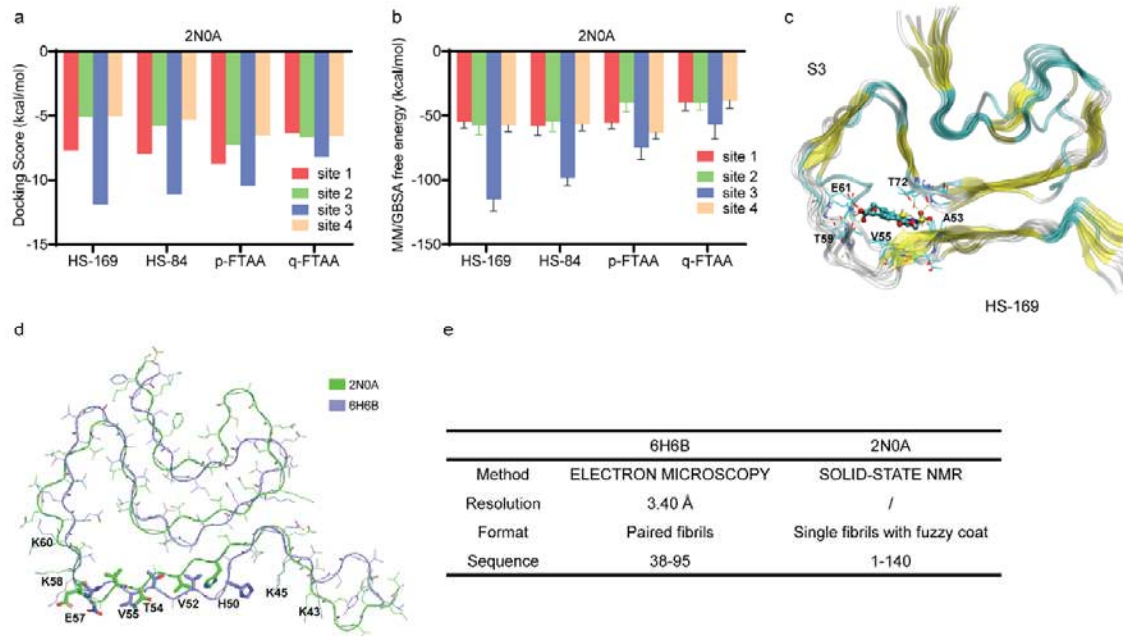 a
2N0A
Docking Score (kcal/mol)
0
-5
-10
-15
site 1
site 2
site 3
site 4
HS-169
HS-84
p-FTAA
q-FTAA
b
2N0A
MM/GBSA free energy (kcal/mol)
0
-50
-100
-150
site 1
site 2
site 3
site 4
HS-169
HS-84
p-FTAA
q-FTAA
c
S3
E61
T72
A53
T59
V55
HS-169
d
2N0A
6H6B
K60
K58
E57
V55
T54
V52
H50
K45
K43
e
6H6B 2N0A
Method ELECTRON MICROSCOPY SOLID-STATE NMR
Resolution 3.40 Å /
Format Paired fibrils Single fibrils with fuzzy coat
Sequence 38-95 1-140